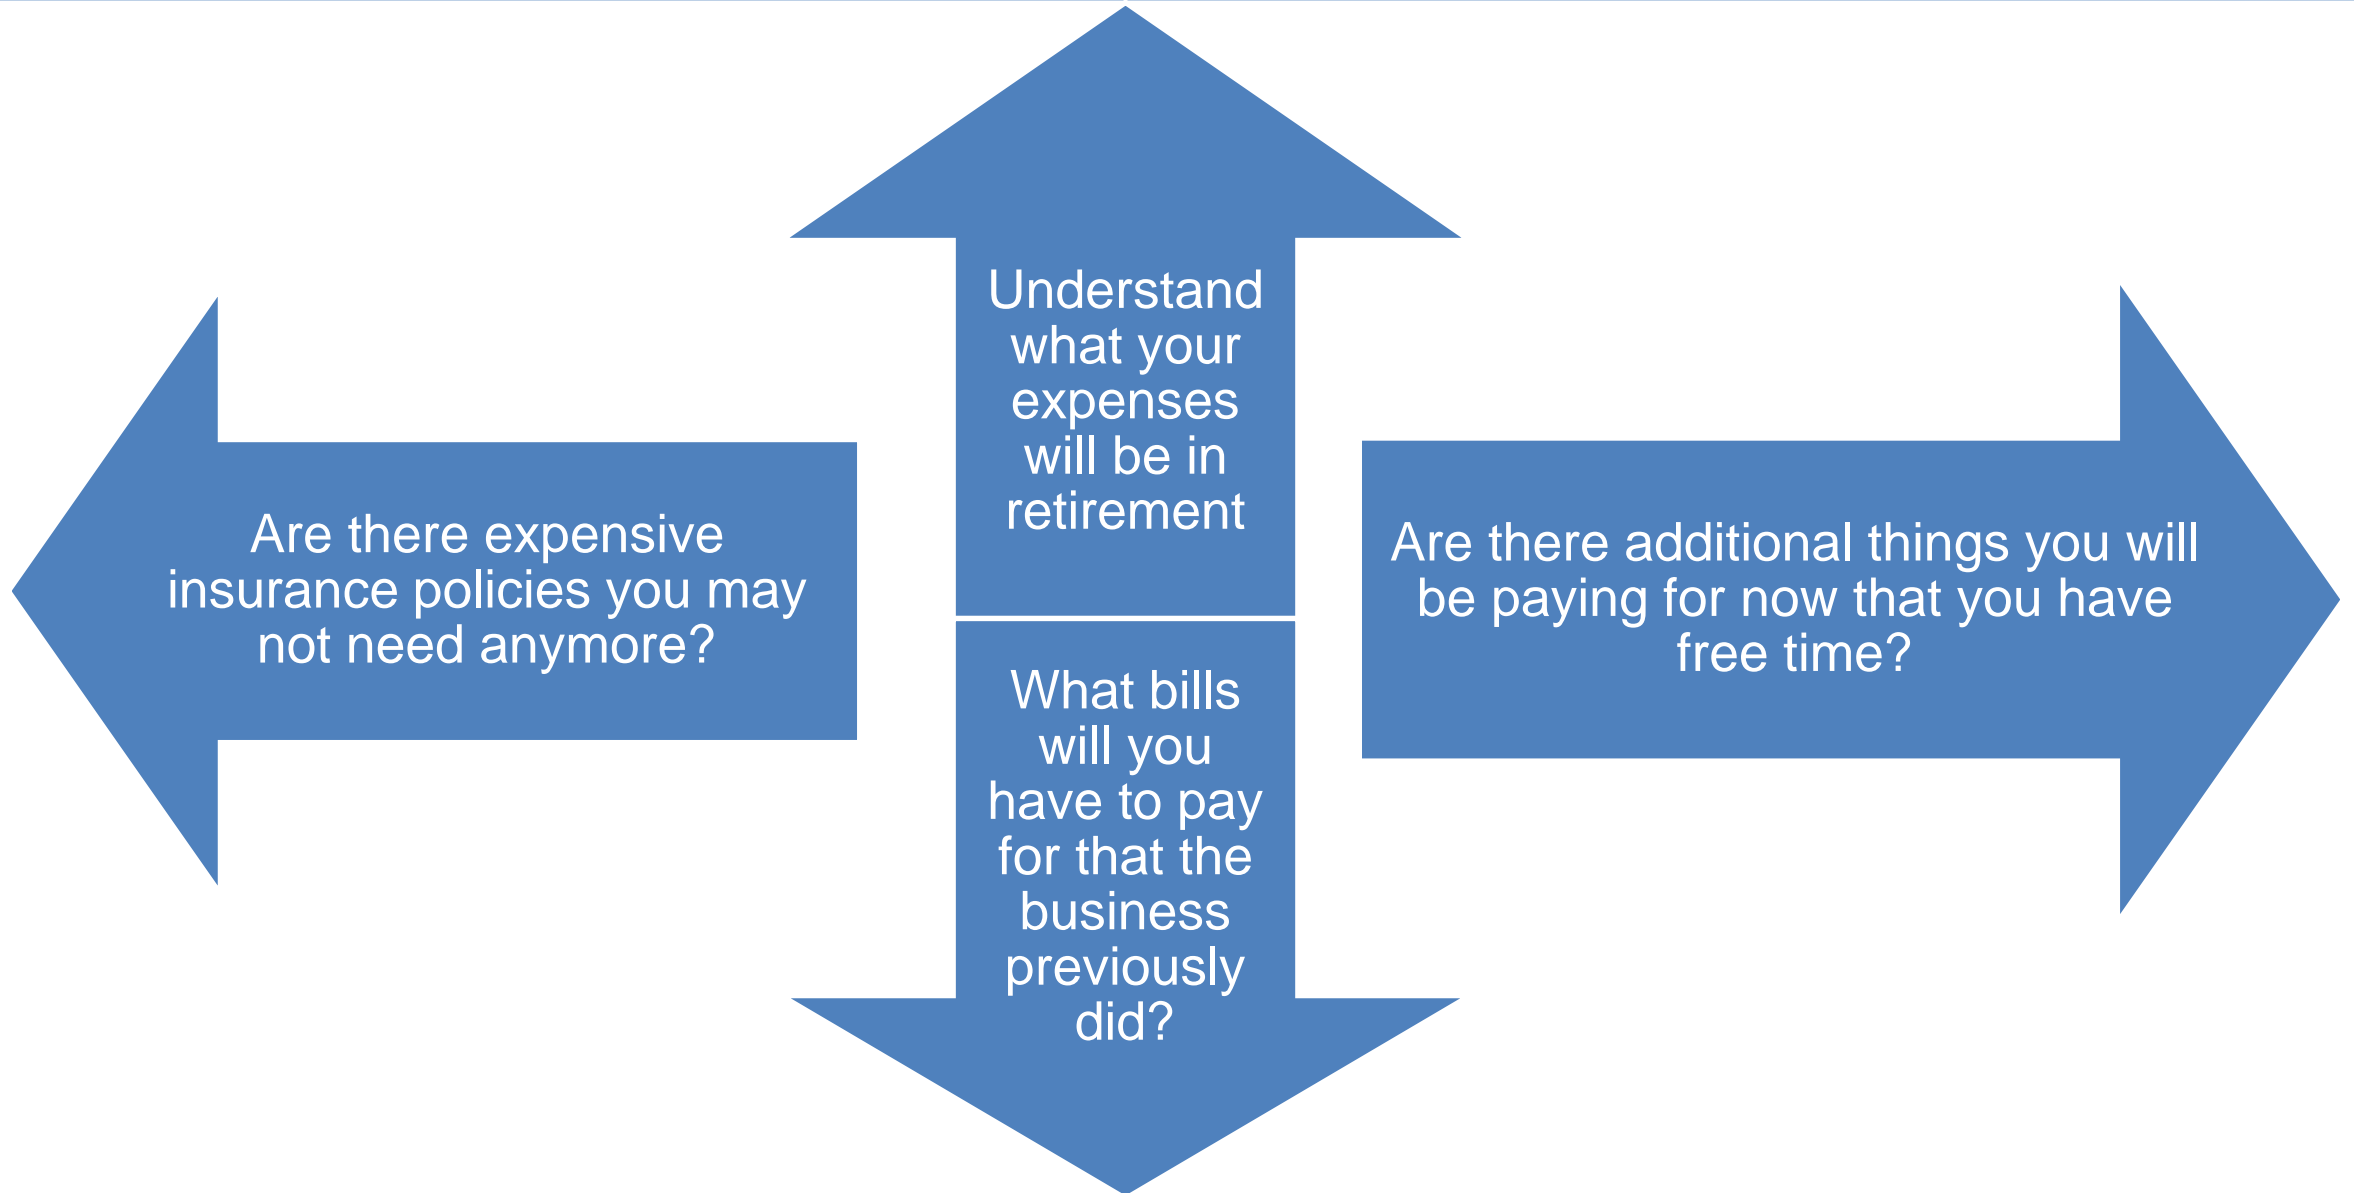 Understand
what your
expenses
will be in
retirement
Are there expensive
insurance policies you may
not need anymore?
Are there additional things you will
be paying for now that you have
free time?
What bills
will you
have to pay
for that the
business
previously
did?